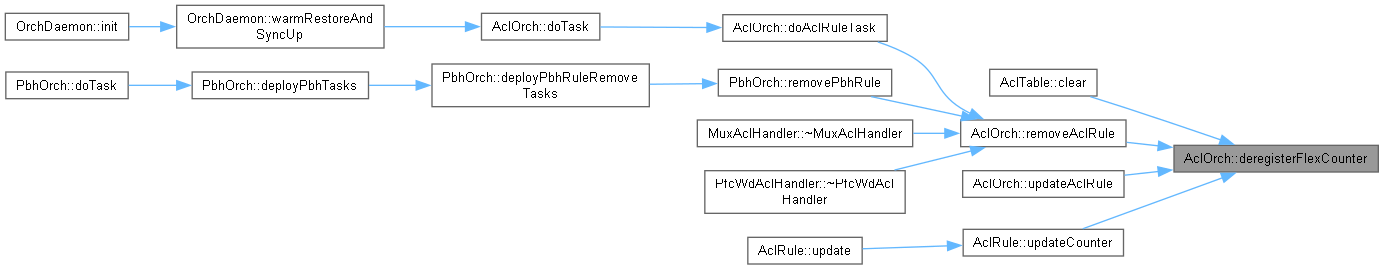 OrchDaemon::init
OrchDaemon::warmRestoreAnd
SyncUp
AclOrch::doTask
AclOrch::doAclRuleTask
PbhOrch::doTask
PbhOrch::deployPbhTasks
PbhOrch::deployPbhRuleRemove
Tasks
PbhOrch::removePbhRule
MuxAclHandler::~MuxAclHandler
PfcWdAclHandler::~PfcWdAcl
Handler
AclRule::update
AclTable::clear
AclOrch::removeAclRule
AclOrch::updateAclRule
AclRule::updateCounter
AclOrch::deregisterFlexCounter